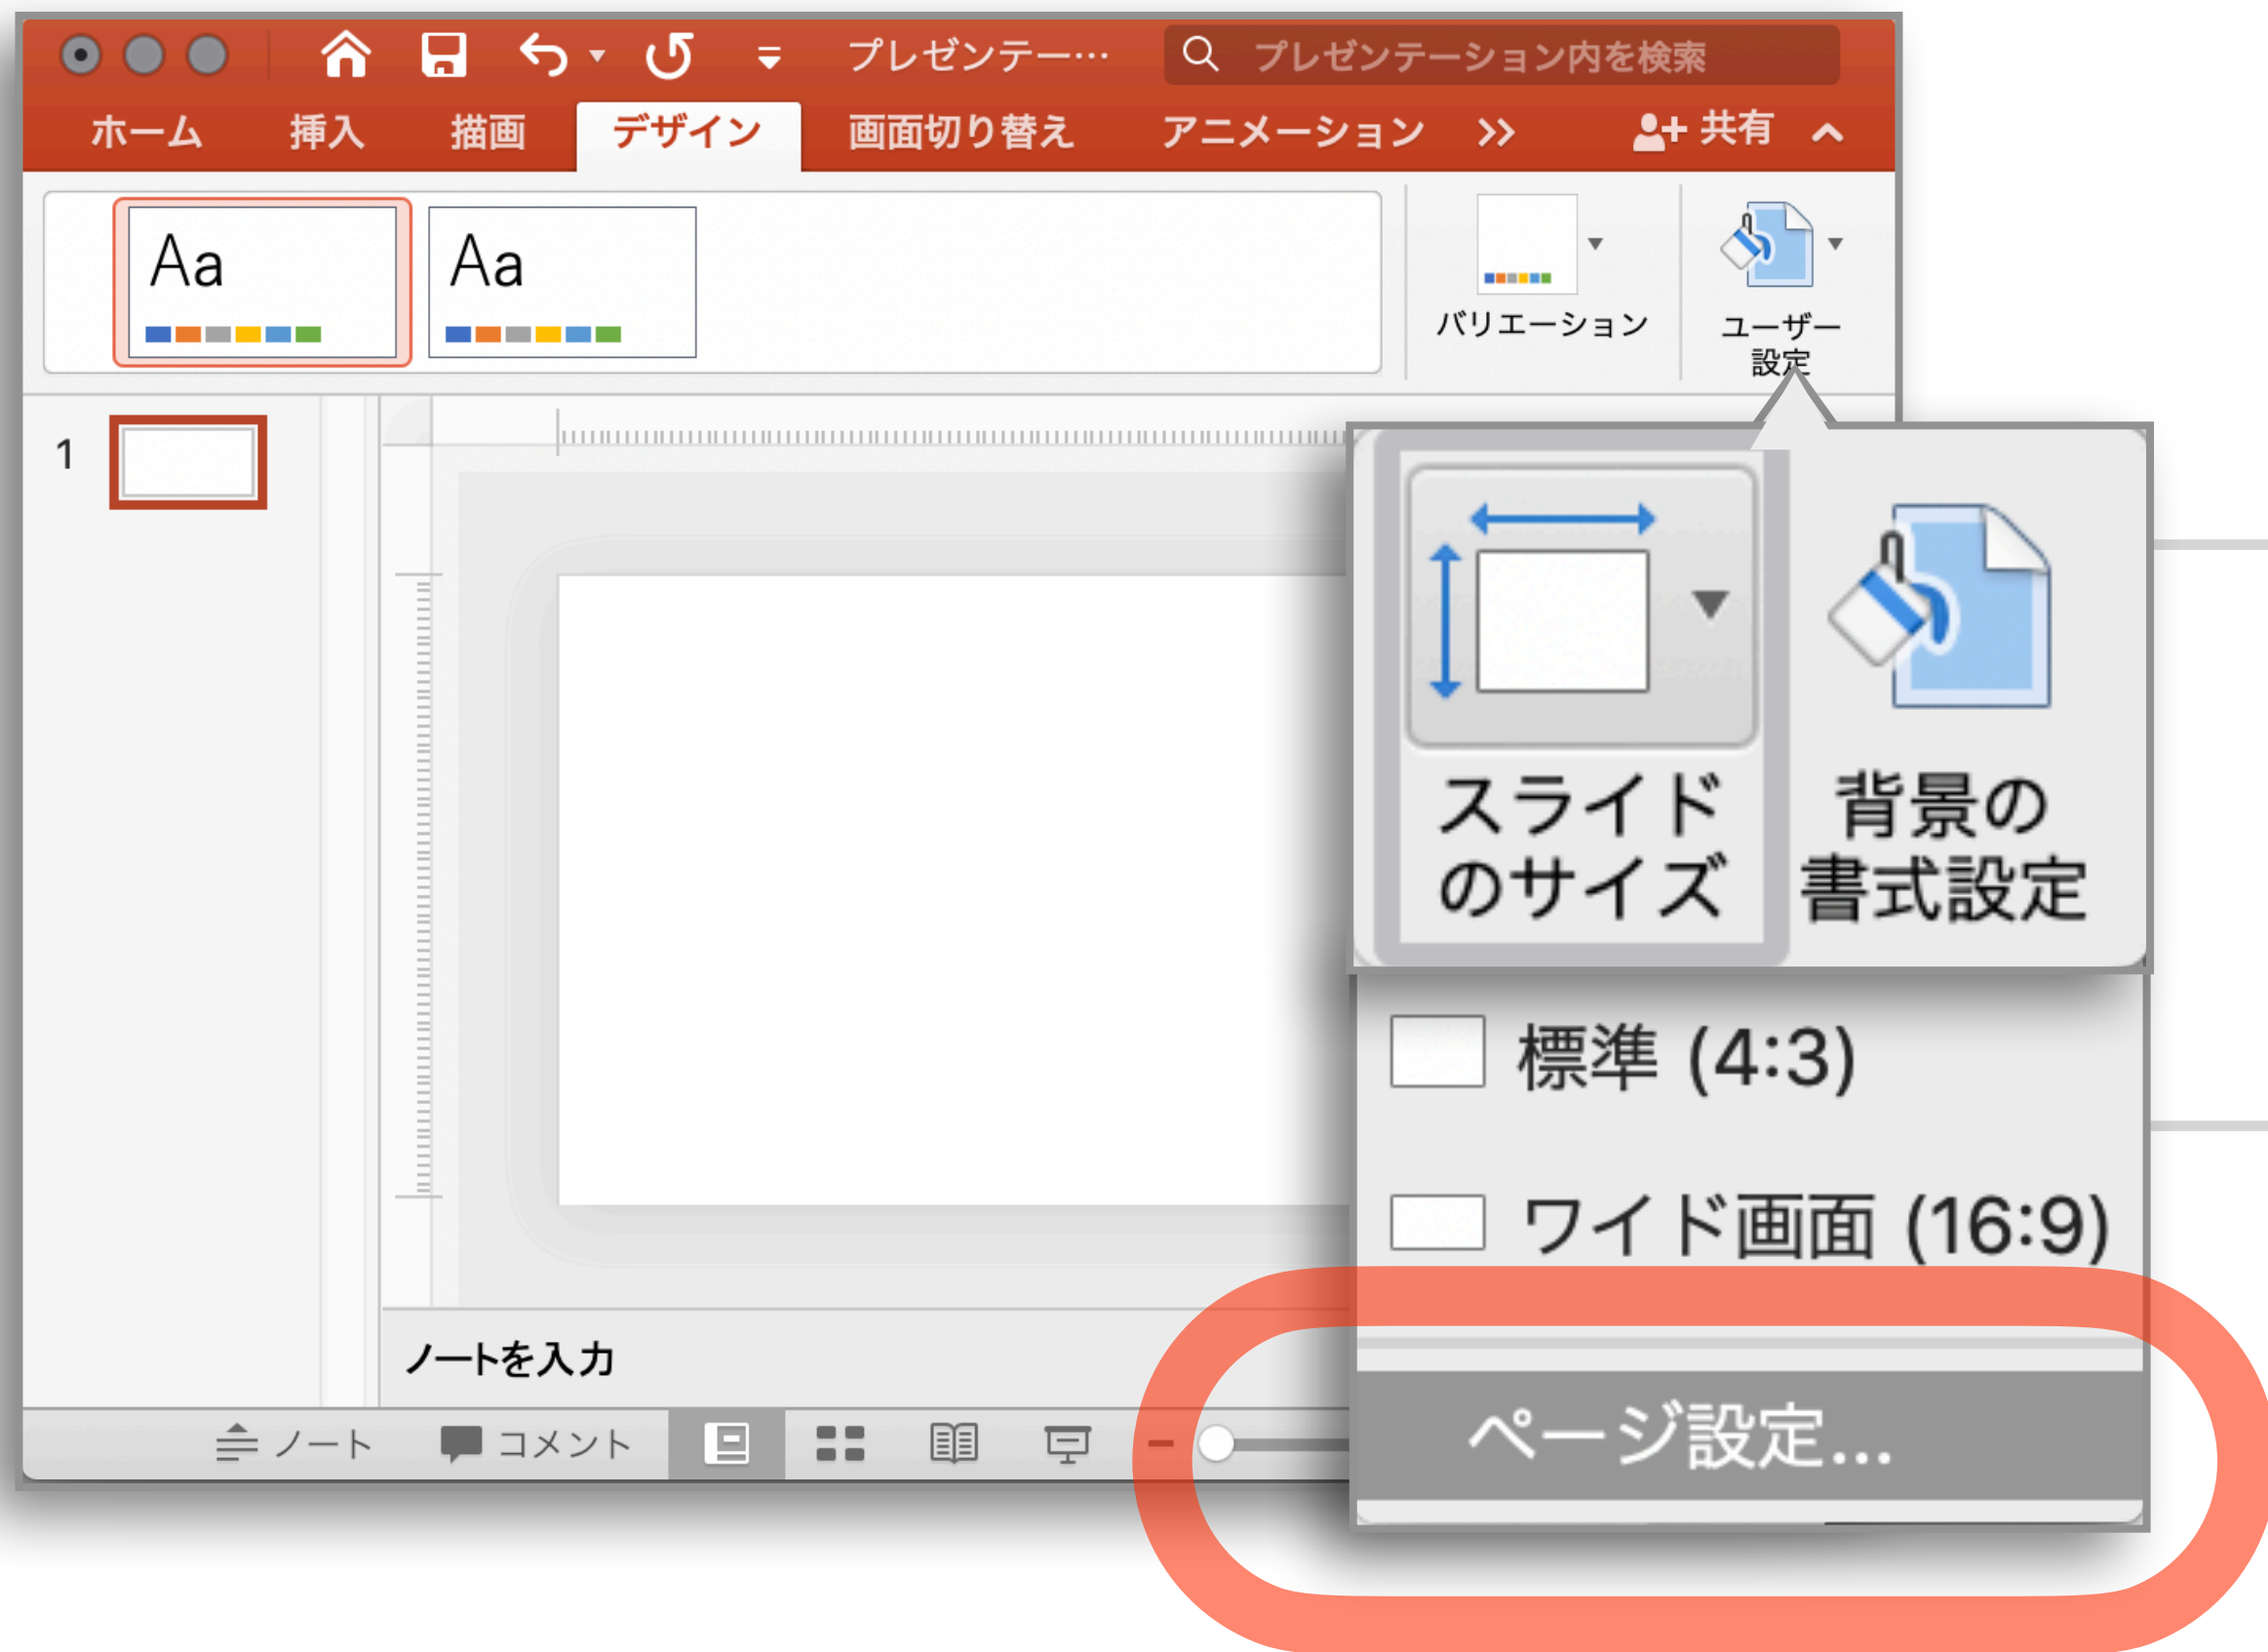 プレゼンテー…
プレゼンテーション内を検索
ホーム
挿入
描画
デザイン
画面切り替え
アニメーション
共有
Aa
Aa
バリエーション
ユーザー
設定
1
スライド
のサイズ
背景の
書式設定
標準 (4:3)
ワイド画面 (16:9)
ページ設定...
ノートを入力
ノート
コメント